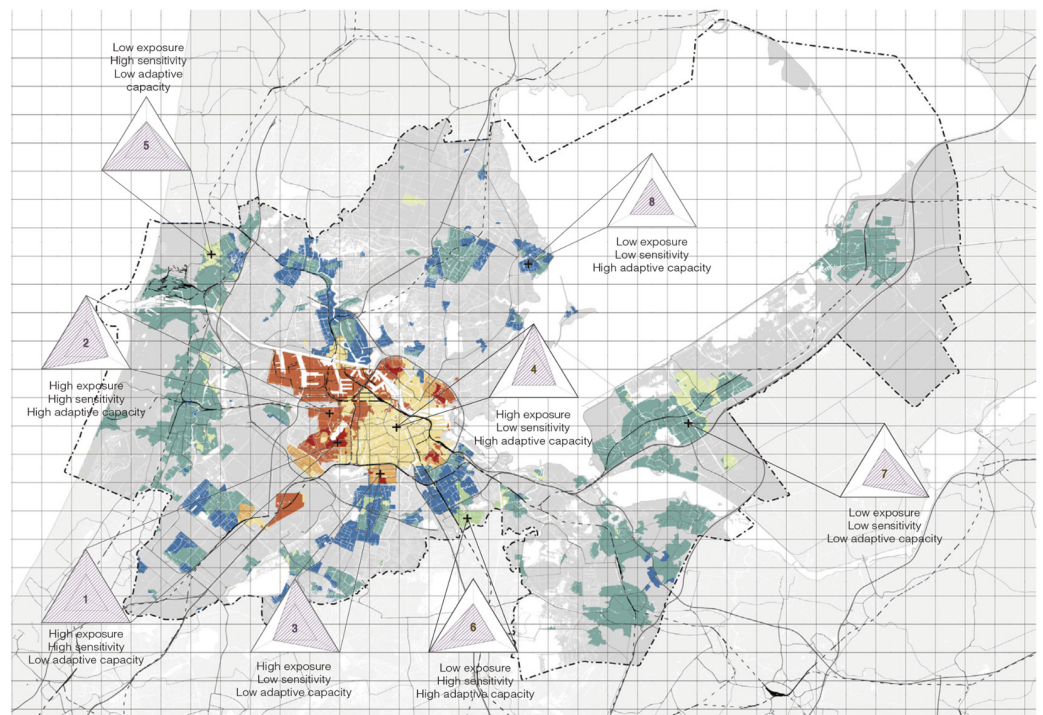 Low exposure
High sensitivity
Low adaptive
capacity
5
8
Low exposure
Low sensitivity
High adaptive capacity
2
High exposure
High sensitivity
High adaptive capacity
4
High exposure
Low sensitivity
High adaptive capacity
7
Low exposure
Low sensitivity
Low adaptive capacity
1
High exposure
High sensitivity
Low adaptive capacity
3
High exposure
Low sensitivity
Low adaptive capacity
6
Low exposure
High sensitivity
High adaptive capacity